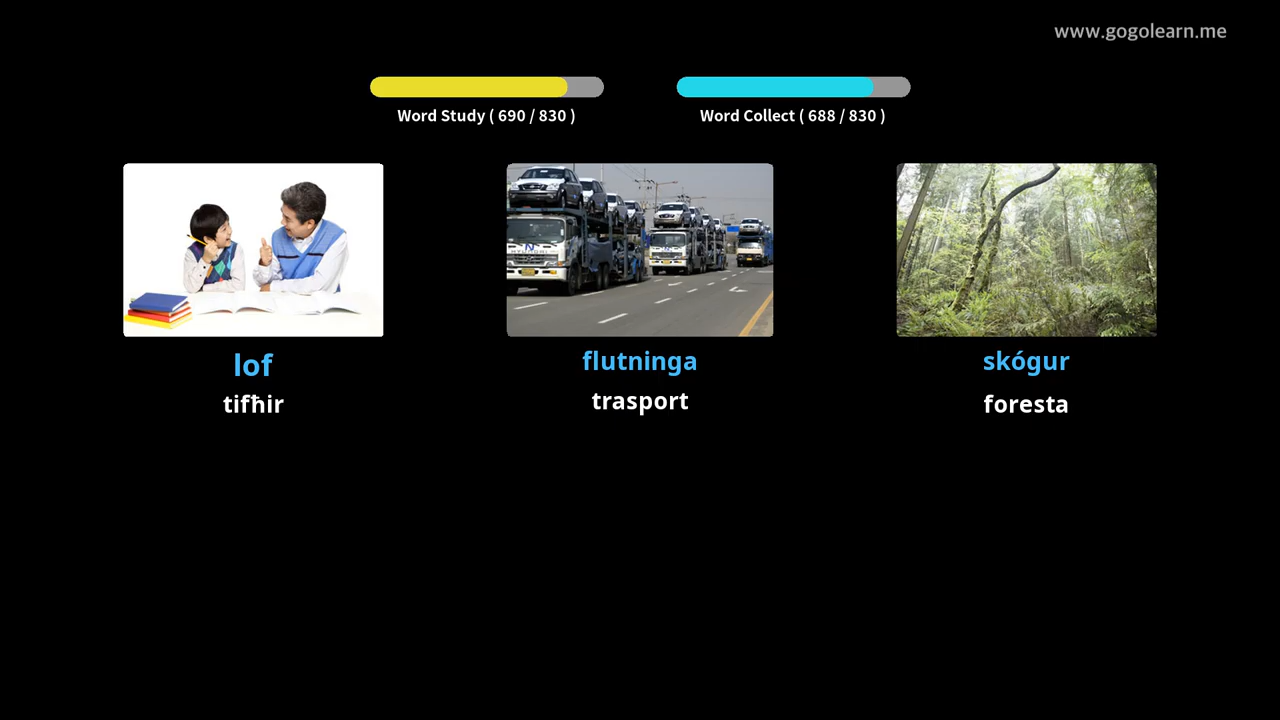 www.gogolearn.me
Word Study ( 690 / 830 )
Word Collect ( 688 / 830 )
lof
flutninga
skógur
tifħir
trasport
foresta